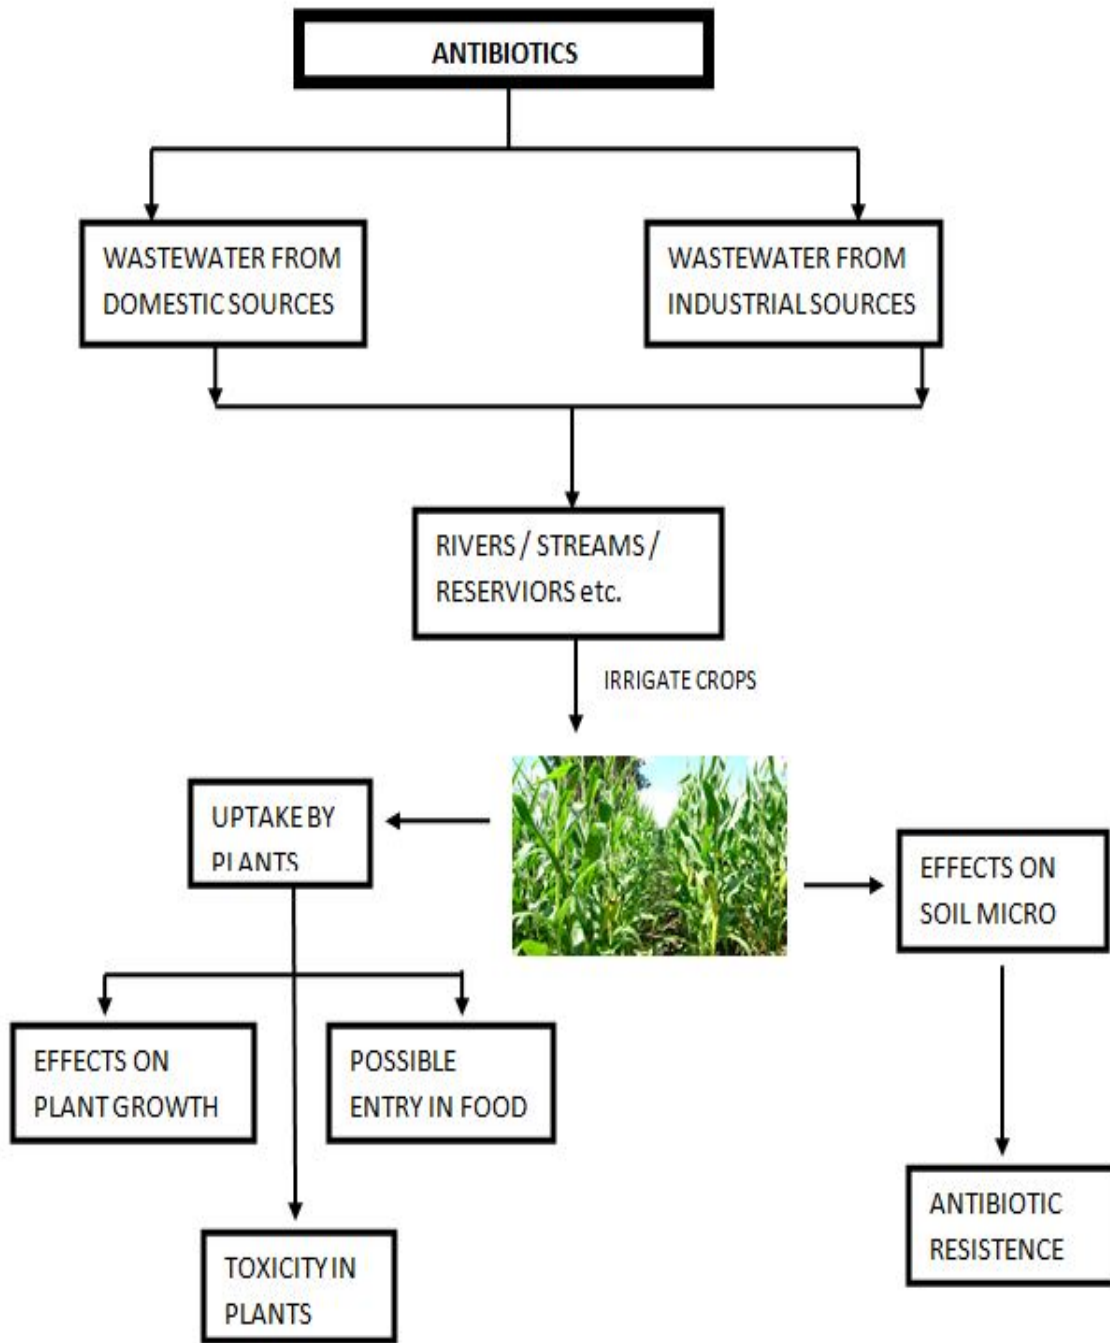 ANTIBIOTICS
WASTEWATER FROM
DOMESTIC SOURCES
WASTEWATER FROM
INDUSTRIAL SOURCES
RIVERS / STREAMS /
RESERVIORS etc.
IRRIGATE CROPS
UPTAKE BY
PLANTS
EFFECTS ON
SOIL MICRO
EFFECTS ON
PLANT GROWTH
POSSIBLE
ENTRY IN FOOD
ANTIBIOTIC
RESISTENCE
TOXICITY IN
PLANTS